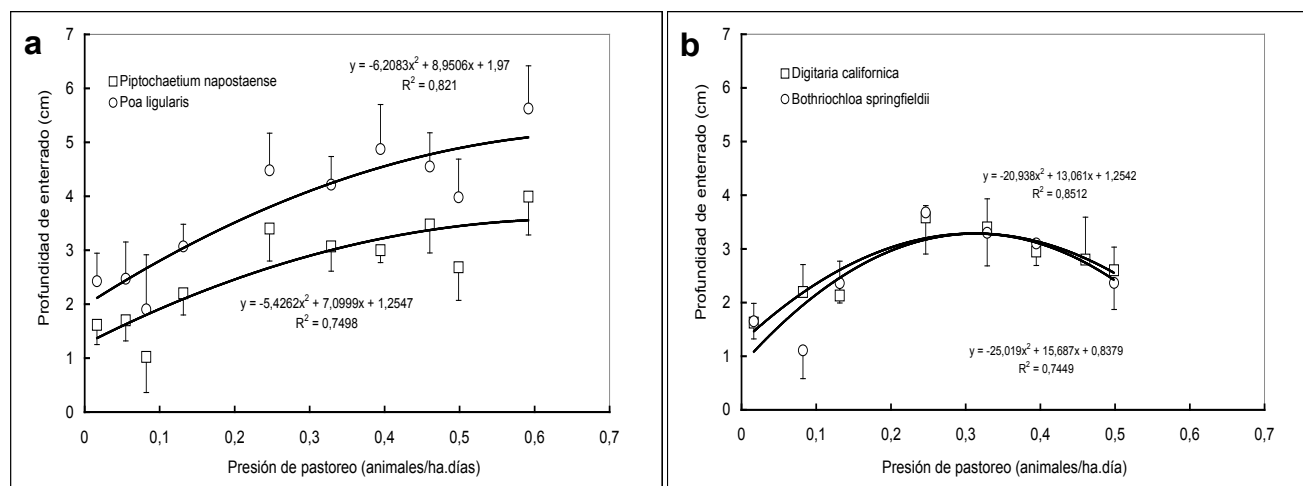 a
Profundidad de enterrado (cm)
7
6
5
4
3
2
1
0
Piptochaetium napostaense
Poa ligularis
y = -6,2083x² + 8,9506x + 1,97
R² = 0,821
y = -5,4262x² + 7,0999x + 1,2547
R² = 0,7498
0 0,1 0,2 0,3 0,4 0,5 0,6 0,7
Presión de pastoreo (animales/ha.días)
b
Profundidad de enterrado (cm)
7
6
5
4
3
2
1
0
Digitaria californica
Bothriochloa springfieldii
y = -20,938x² + 13,061x + 1,2542
R² = 0,8512
y = -25,019x² + 15,687x + 0,8379
R² = 0,7449
0 0,1 0,2 0,3 0,4 0,5 0,6 0,7
Presión de pastoreo (animales/ha.día)